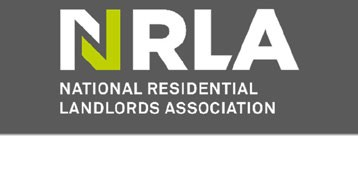 NRLA
NATIONAL RESIDENTIAL
LANDLORDS ASSOCIATION